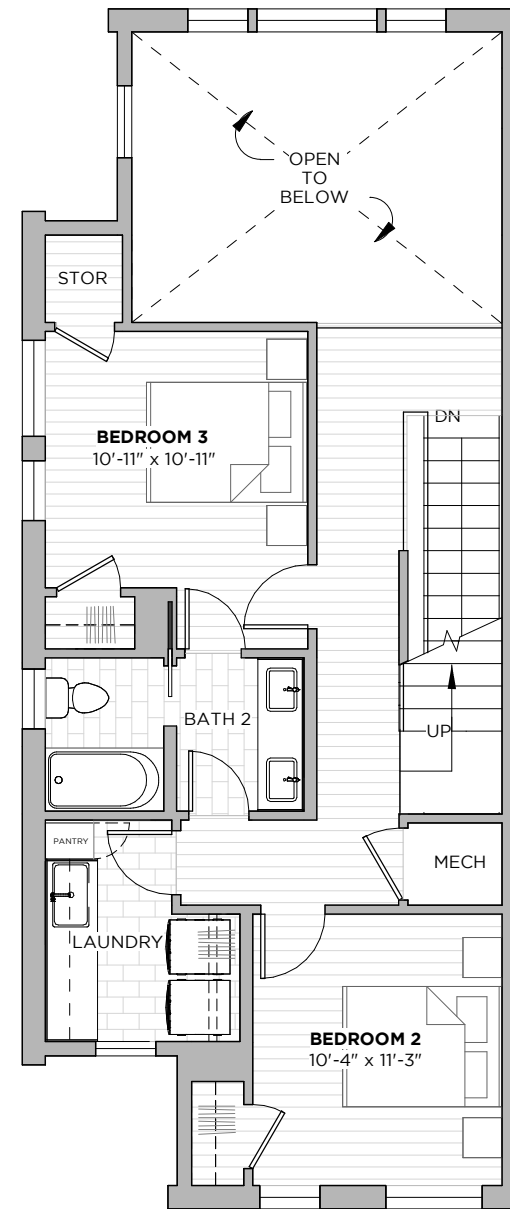 OPEN
TO
BELOW
STOR
DN
BEDROOM 3
10'-11" x 10'-11"
BATH 2
UP
PANTRY
MECH
LAUNDRY
BEDROOM 2
10'-4" x 11'-3"